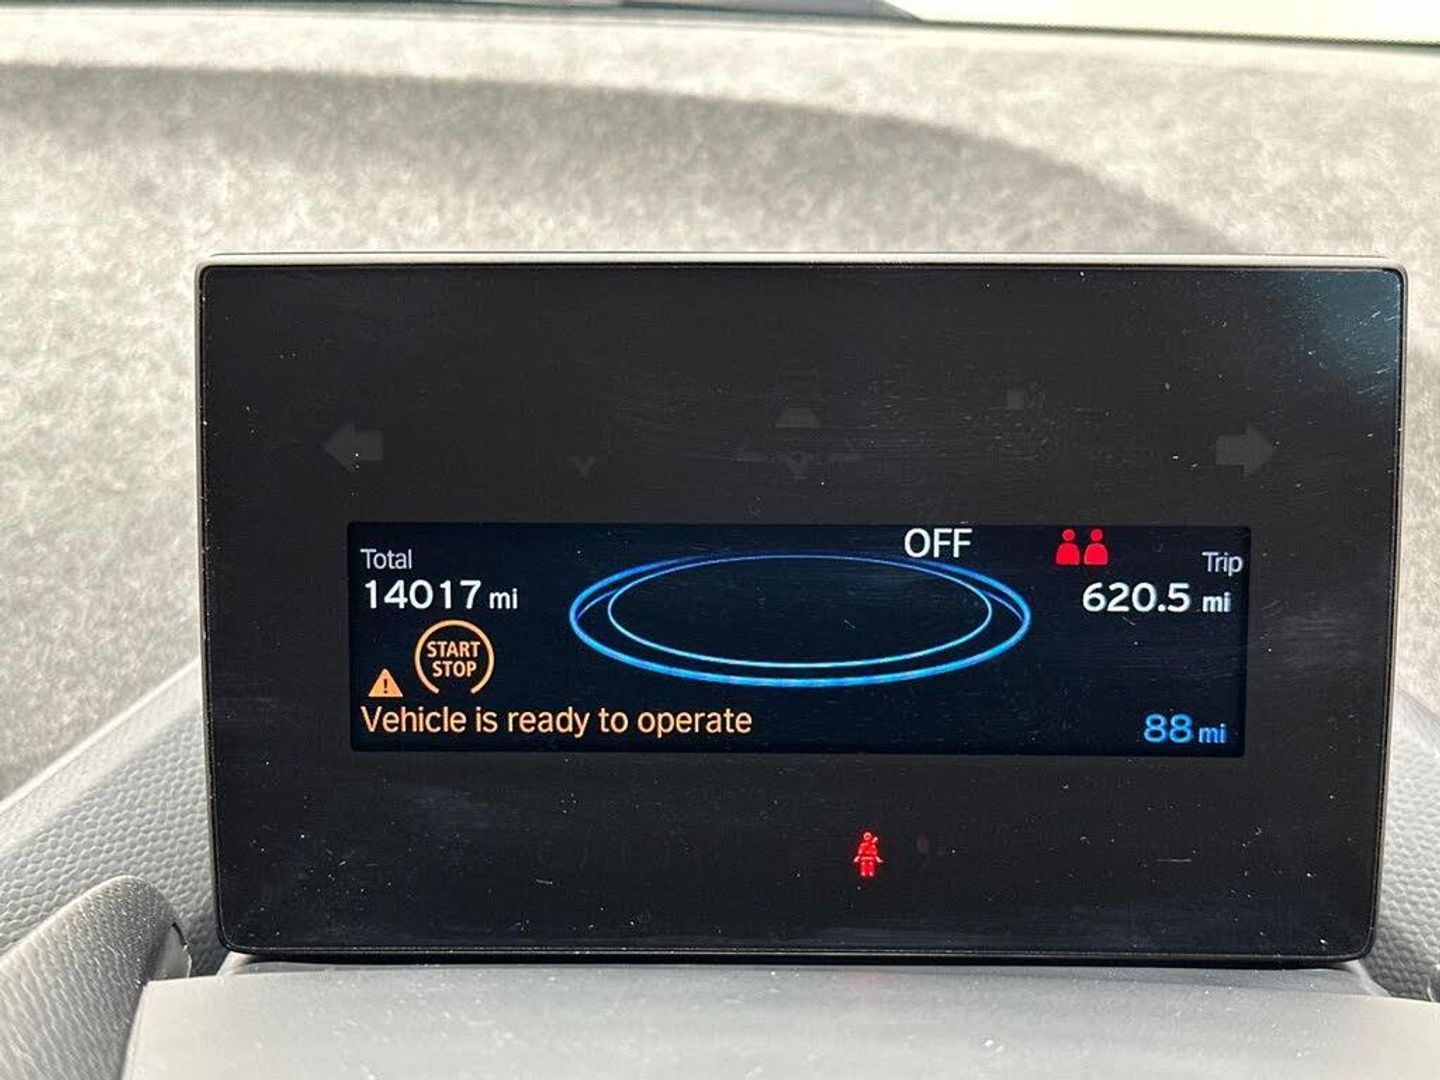 OFF
Total
Trip
14017 mi
620.5 mi
START
STOP
Vehicle is ready to operate
88 mi